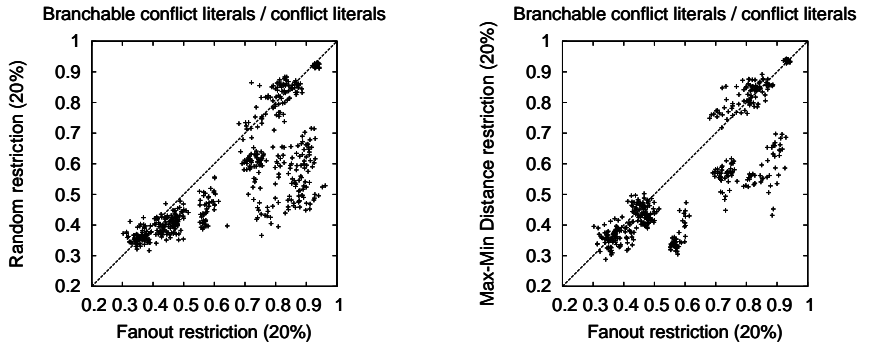 Branchable conflict literals / conflict literals
1
0.9
0.8
0.7
0.6
0.5
0.4
0.3
0.2
Random restriction (20%)
0.2 0.3 0.4 0.5 0.6 0.7 0.8 0.9 1
Fanout restriction (20%)
Branchable conflict literals / conflict literals
1
0.9
0.8
0.7
0.6
0.5
0.4
0.3
0.2
Max-Min Distance restriction (20%)
0.2 0.3 0.4 0.5 0.6 0.7 0.8 0.9 1
Fanout restriction (20%)